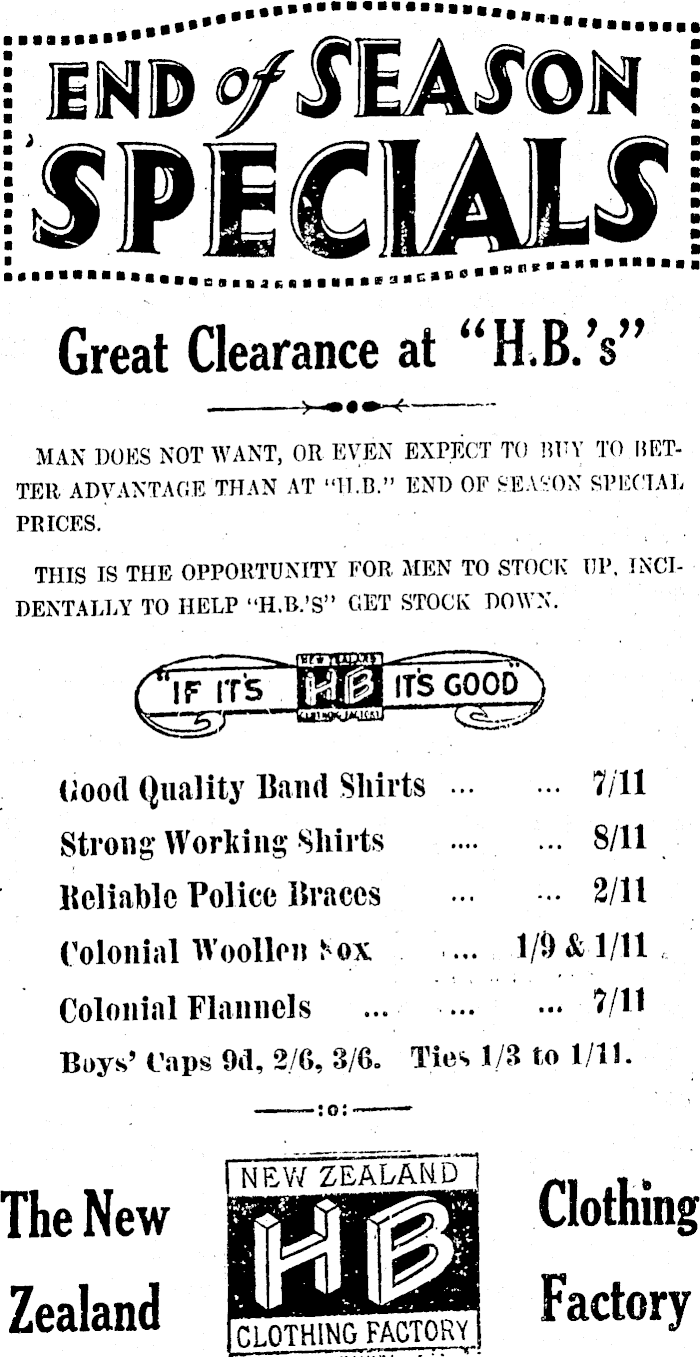 END of SEASON
SPECIALS
Great Clearance at "H.B.'s"
MAN DOES NOT WANT, OR EVEN EXPECT TO BUY TO BET-
TER ADVANTAGE THAN AT "H.B." END OF SEASON SPECIAL
PRICES.
THIS IS THE OPPORTUNITY FOR MEN TO STOCK UP, INCI-
DENTALLY TO HELP "H.B.'S" GET STOCK DOWN.
NEW ZEALAND
"IF IT'S HB IT'S GOOD"
CLOTHING FACTORY
Good Quality Band Shirts ... ... 7/11
Strong Working Shirts .... ... 8/11
Reliable Police Braces ... ... 2/11
Colonial Woollen Sox ... 1/9 & 1/11
Colonial Flannels ... ... ... 7/11
Boys' Caps 9d, 2/6, 3/6. Ties 1/3 to 1/11.
:o:
The New
Zealand
NEW ZEALAND
HB
CLOTHING FACTORY
Clothing
Factory